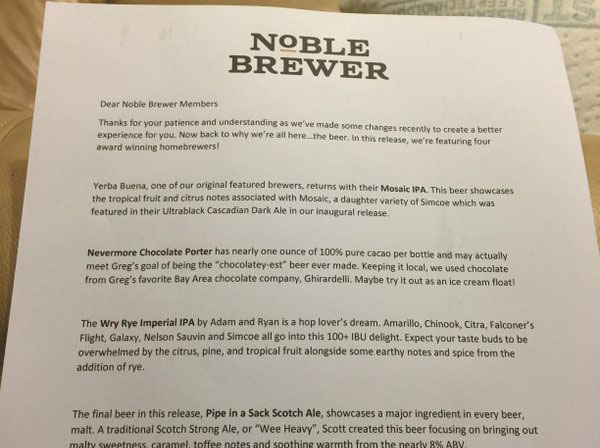 NOBLE
BREWER
Dear Noble Brewer Members
Thanks for your patience and understanding as we've made some changes recently to create a better
experience for you. Now back to why we're all here...the beer. In this release, we're featuring four
award winning homebrewers!
Yerba Buena, one of our original featured brewers, returns with their Mosaic IPA. This beer showcases
the tropical fruit and citrus notes associated with Mosaic, a daughter variety of Simcoe which was
featured in their Ultrablack Cascadian Dark Ale in our inaugural release.
Nevermore Chocolate Porter has nearly one ounce of 100% pure cacao per bottle and may actually
meet Greg's goal of being the "chocolatey-est" beer ever made. Keeping it local, we used chocolate
from Greg's favorite Bay Area chocolate company, Ghirardelli. Maybe try it out as an ice cream float!
The Wry Rye Imperial IPA by Adam and Ryan is a hop lover's dream. Amarillo, Chinook, Citra, Falconer's
Flight, Galaxy, Nelson Sauvin and Simcoe all go into this 100+ IBU delight. Expect your taste buds to be
overwhelmed by the citrus, pine, and tropical fruit alongside some earthy notes and spice from the
addition of rye.
The final beer in this release, Pipe in a Sack Scotch Ale, showcases a major ingredient in every beer,
malt. A traditional Scotch Strong Ale, or "Wee Heavy", Scott created this beer focusing on bringing out
malty sweetness, caramel, toffee notes and soothing warmth from the nearly 8% ABV.